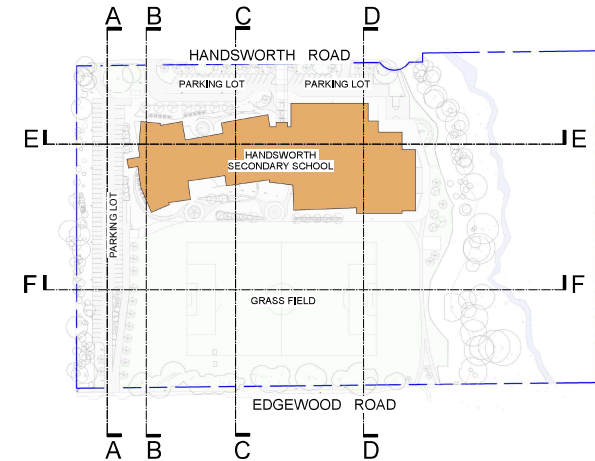 A B C D
HANDSWORTH ROAD
PARKING LOT PARKING LOT
E E
HANDSWORTH
SECONDARY SCHOOL
PARKING LOT
F F
GRASS FIELD
EDGEWOOD ROAD
A B C D